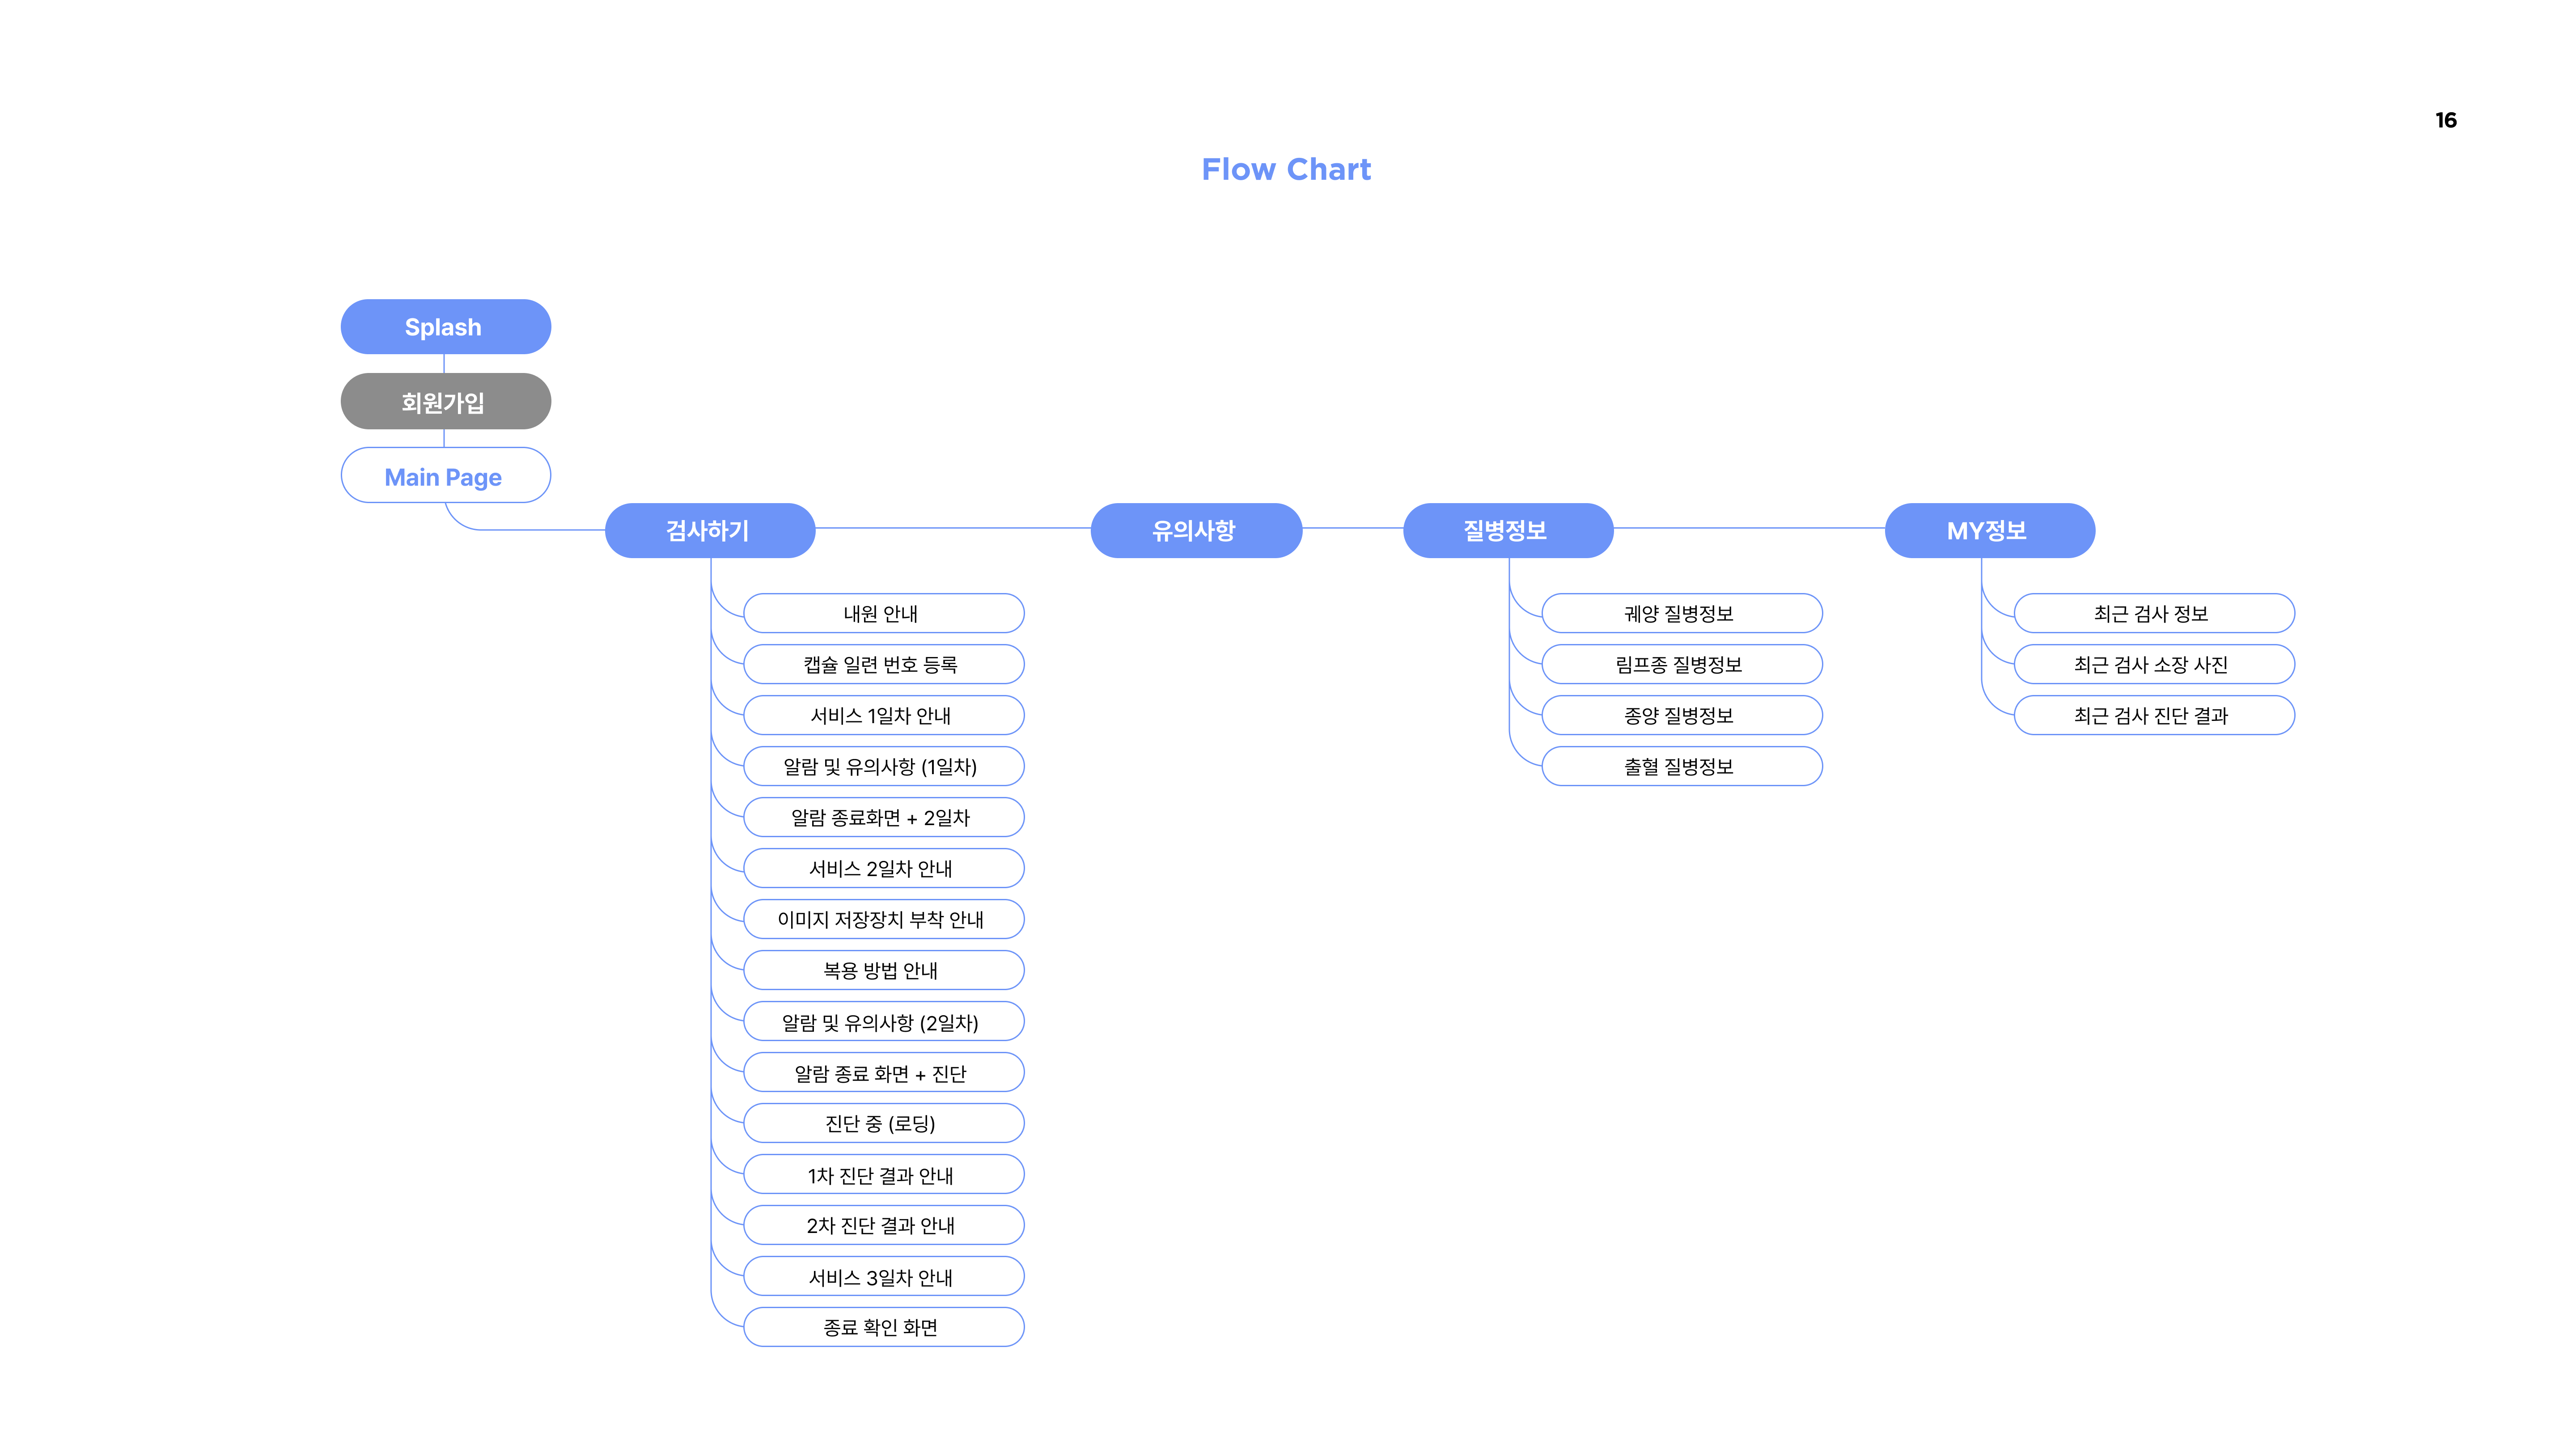 16
Flow Chart
Splash
회원가입
Main Page
검사하기
내원 안내
캡슐 일련 번호 등록
서비스 1일차 안내
알람 및 유의사항 (1일차)
알람 종료화면 + 2일차
서비스 2일차 안내
이미지 저장장치 부착 안내
복용 방법 안내
알람 및 유의사항 (2일차)
알람 종료 화면 + 진단
진단 중 (로딩)
1차 진단 결과 안내
2차 진단 결과 안내
서비스 3일차 안내
종료 확인 화면
유의사항
질병정보
궤양 질병정보
림프종 질병정보
종양 질병정보
출혈 질병정보
MY정보
최근 검사 정보
최근 검사 소장 사진
최근 검사 진단 결과